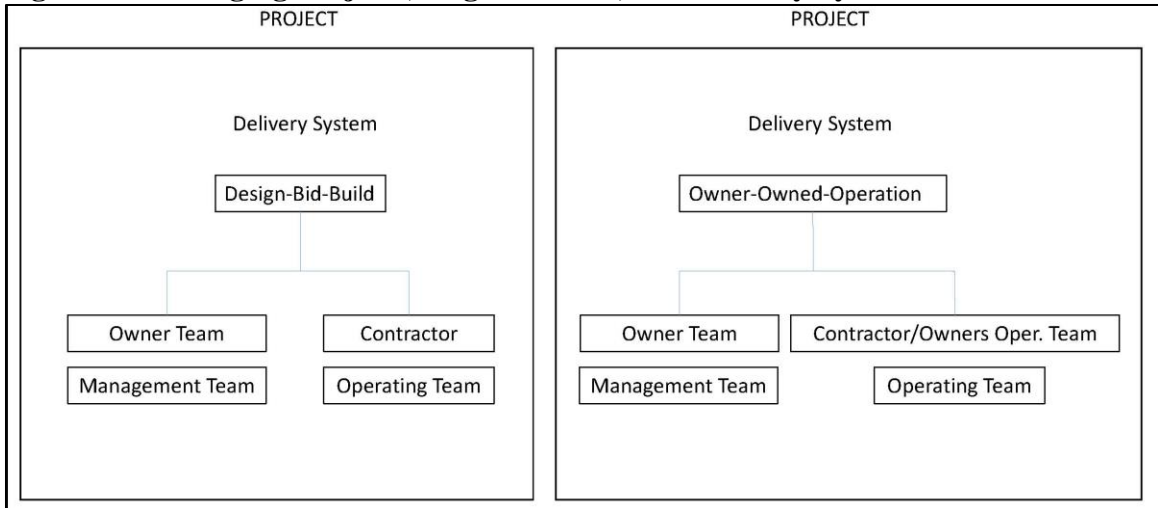 PROJECT
Delivery System
Design-Bid-Build
Owner Team
Contractor
Management Team
Operating Team
PROJECT
Delivery System
Owner-Owned-Operation
Owner Team
Contractor/Owners Oper. Team
Management Team
Operating Team